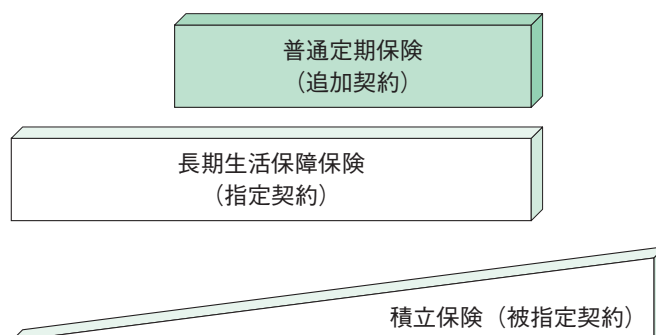 普通定期保険
（追加契約）
長期生活保障保険
（指定契約）
積立保険（被指定契約）